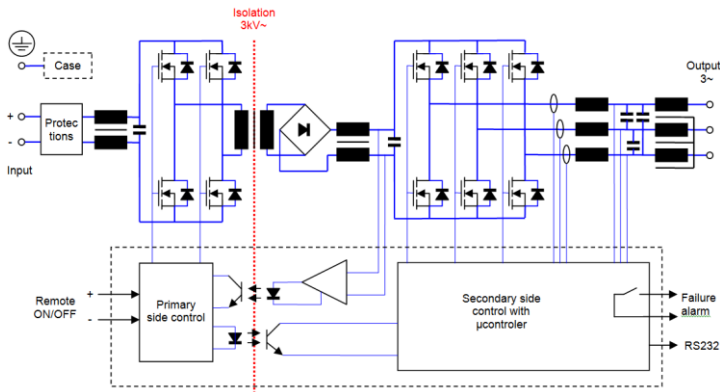 Isolation
3kV~
Case
Output
3~
+
-
Protec
tions
Input
Remote
ON/OFF
+
-
Primary
side control
Secondary side
control with
µcontroler
Failure
alarm
RS232